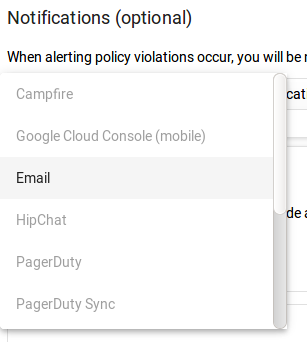 Notifications (optional)
When alerting policy violations occur, you will be
Campfire
Google Cloud Console (mobile)
Email
HipChat
PagerDuty
PagerDuty Sync